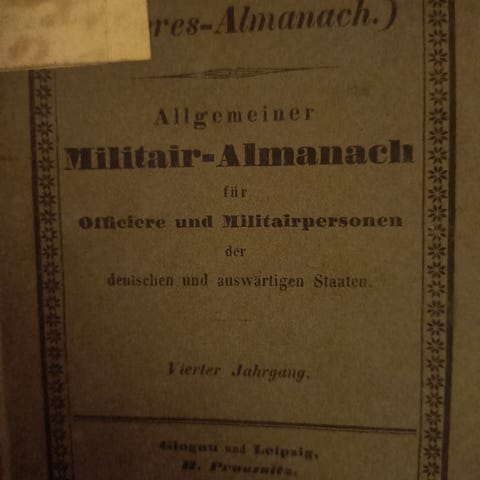 eres-Almanach.)
Allgemeiner
Militair-Almanach
für
Officiere und Militairpersonen
der
deutschen und auswärtigen Staaten.
Vierter Jahrgang.
Glogau und Leipzig,
H. Prausnitz.